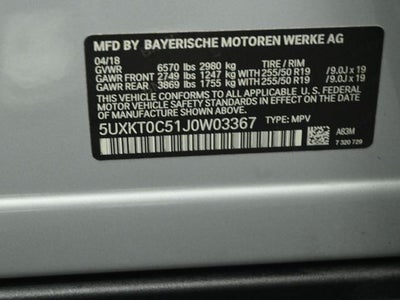 MFD BY BAYERISCHE MOTOREN WERKE AG
04/18 TIRE / RIM
GVWR 6570 lbs 2980 kg
GAWR FRONT 2749 lbs 1247 kg WITH 255/50 R19 /9.0J x 19
GAWR REAR 3869 lbs 1755 kg WITH 255/50 R19 /9.0J x 19
THIS VEHICLE CONFORMS TO ALL APPLICABLE
FEDERAL MOTOR VEHICLE SAFETY STANDARDS IN
EFFECT ON THE DATE OF MANUFACTURE SHOWN ABOVE.
5UXKT0C51J0W03367 TYPE: MPV
A83M
7 320 729